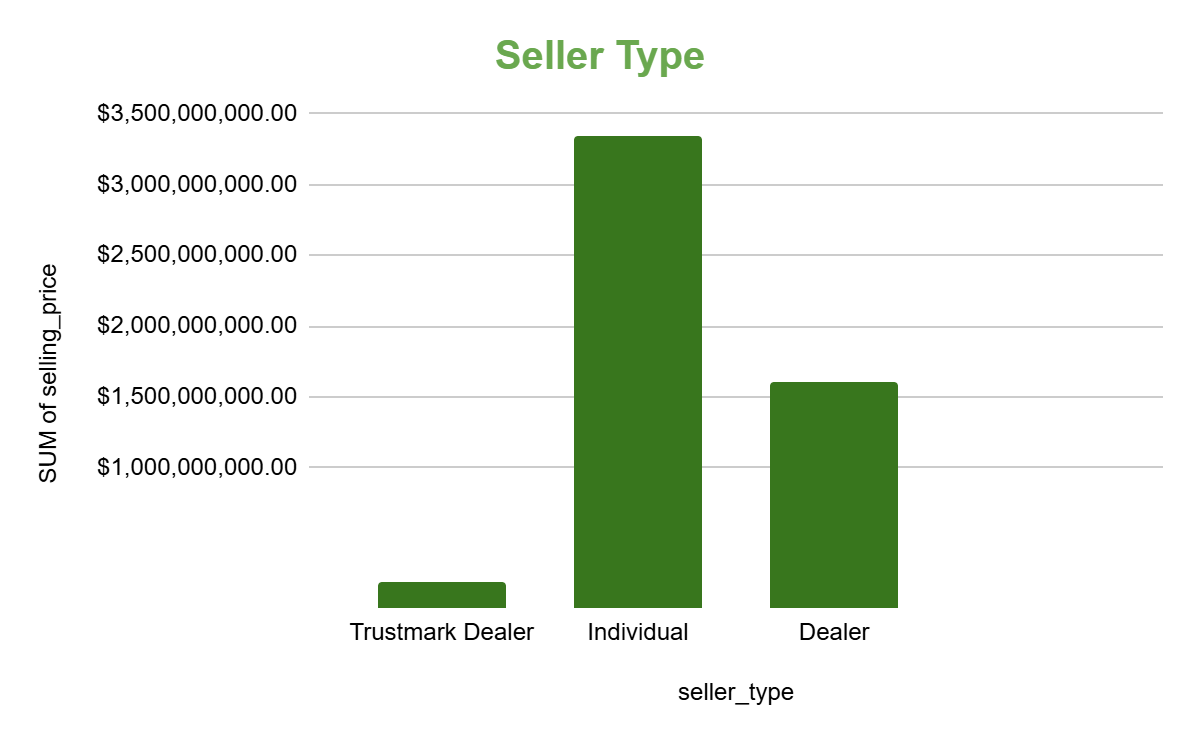 Seller Type
$3,500,000,000.00
$3,000,000,000.00
$2,500,000,000.00
$2,000,000,000.00
$1,500,000,000.00
$1,000,000,000.00
SUM of selling_price
Trustmark Dealer
Individual
Dealer
seller_type